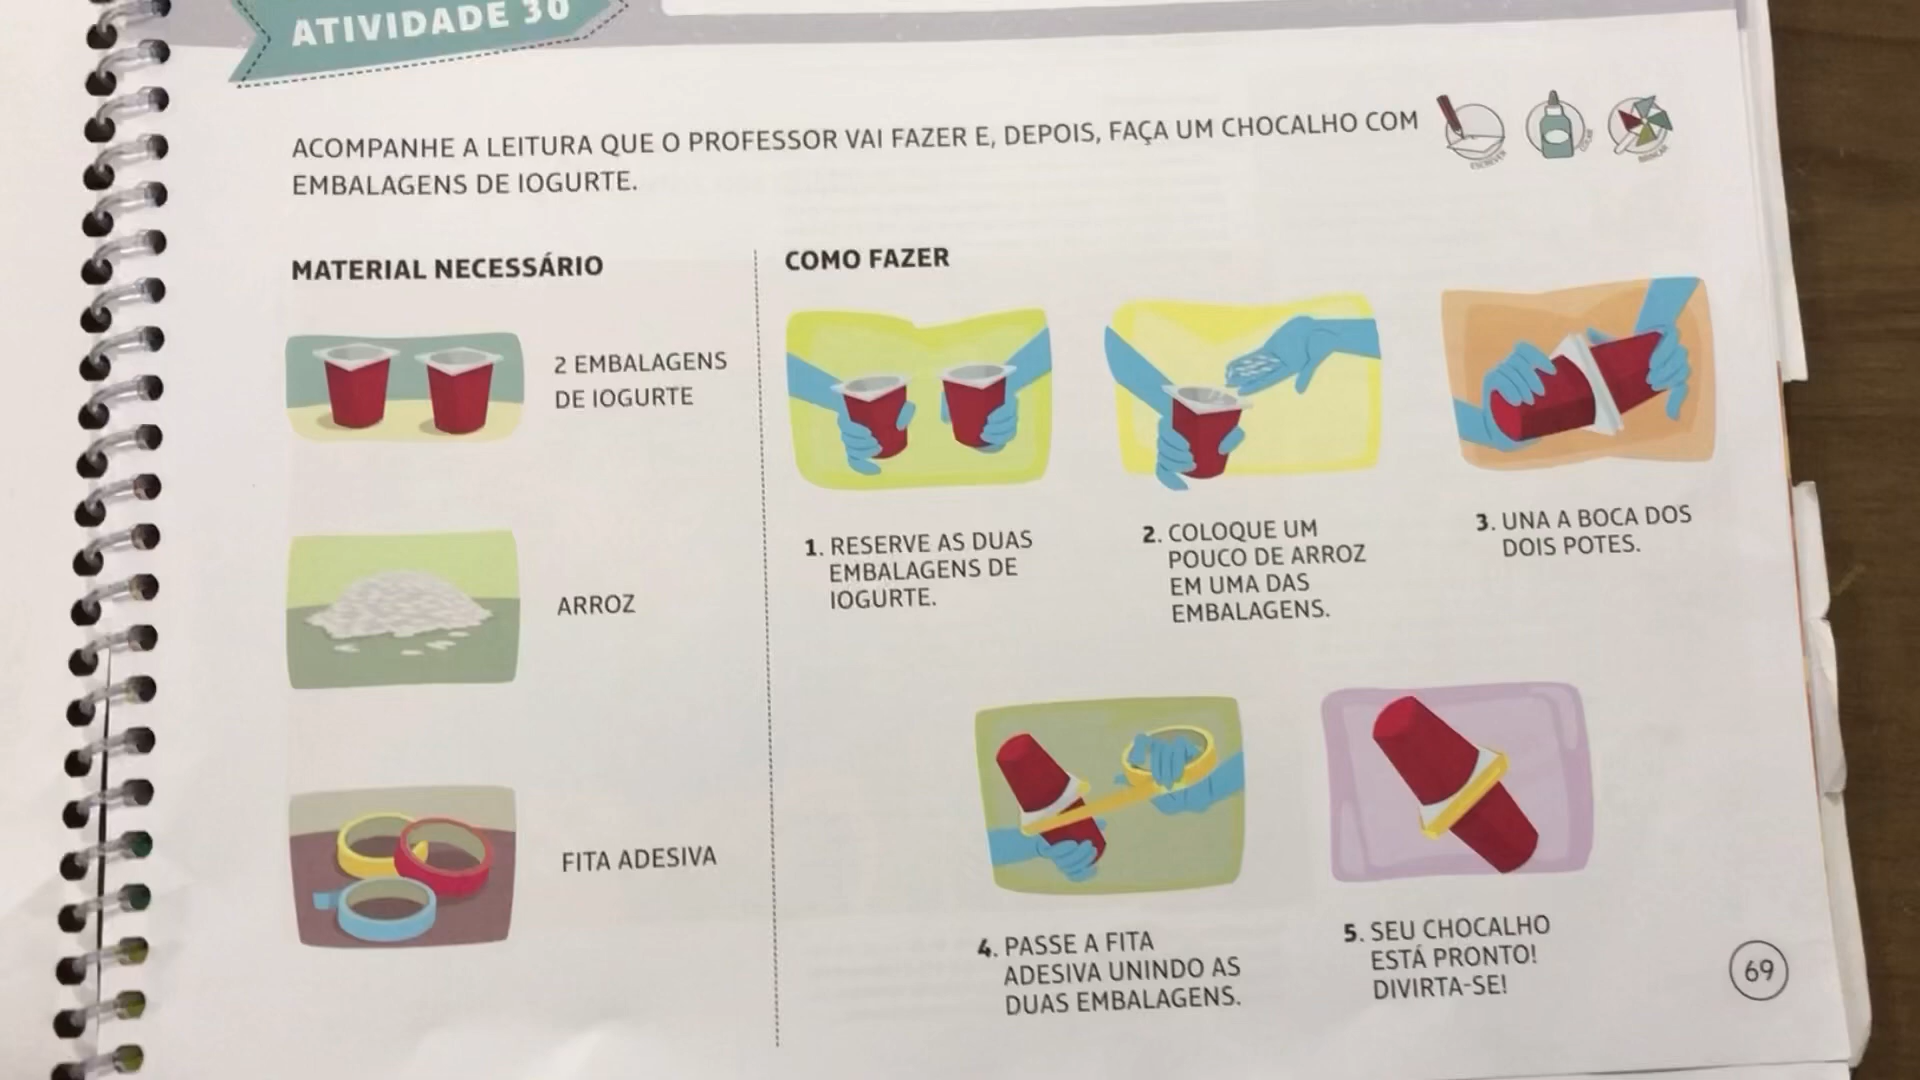 ATIVIDADE 30
ACOMPANHE A LEITURA QUE O PROFESSOR VAI FAZER E, DEPOIS, FAÇA UM CHOCALHO COM
EMBALAGENS DE IOGURTE.
ESCREVER
COLAR
BRINCAR
MATERIAL NECESSÁRIO
2 EMBALAGENS
DE IOGURTE
ARROZ
FITA ADESIVA
COMO FAZER
1. RESERVE AS DUAS
EMBALAGENS DE
IOGURTE.
2. COLOQUE UM
POUCO DE ARROZ
EM UMA DAS
EMBALAGENS.
3. UNA A BOCA DOS
DOIS POTES.
4. PASSE A FITA
ADESIVA UNINDO AS
DUAS EMBALAGENS.
5. SEU CHOCALHO
ESTÁ PRONTO!
DIVIRTA-SE!
69